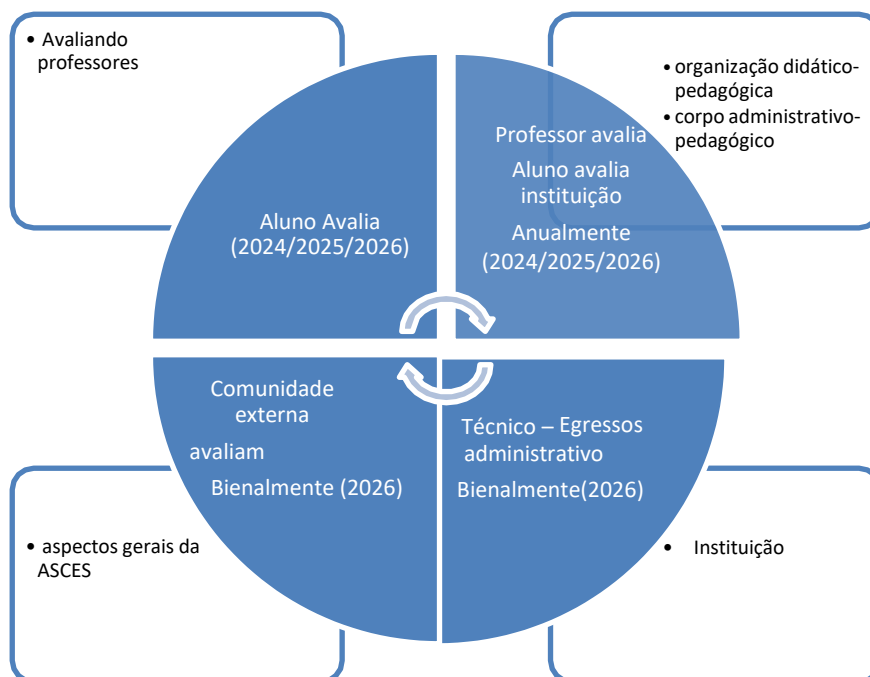 • Avaliando
professores
• organização didático-
pedagógica
• corpo administrativo-
pedagógico
Aluno Avalia
(2024/2025/2026)
Professor avalia
Aluno avalia
instituição
Anualmente
(2024/2025/2026)
Comunidade
externa
avaliam
Bienalmente (2026)
Técnico – Egressos
administrativo
Bienalmente(2026)
• aspectos gerais da
ASCES
• Instituição